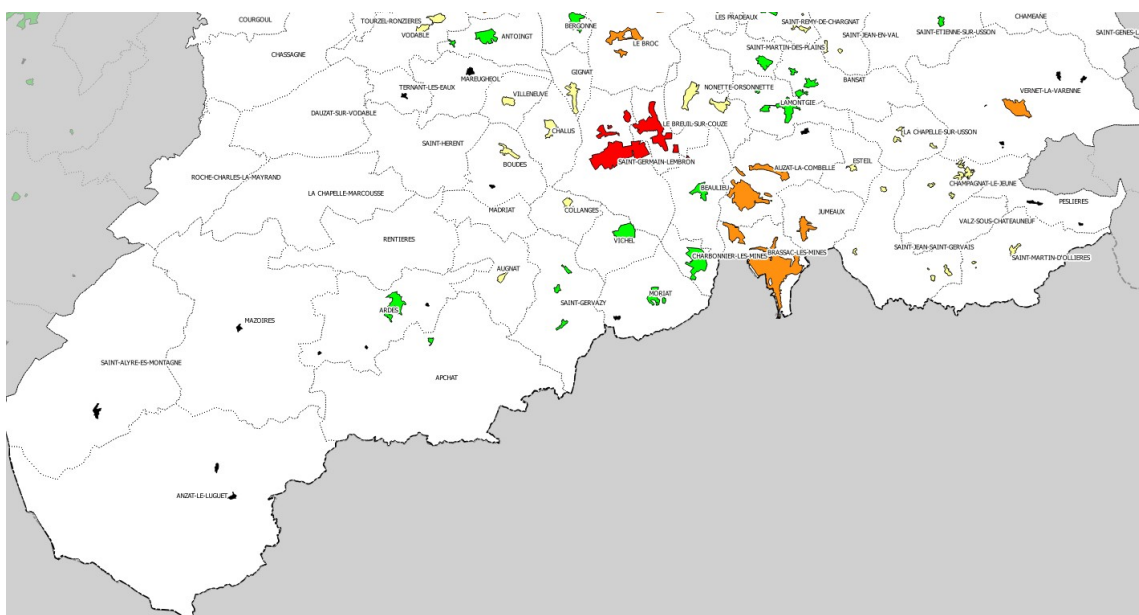 COURGOUL
TOURZEL-RONZIERES
BERGONNE
LES PRADEAUX
SAINT-REMY-DE-CHARGNAT
CHAMEANE
VODABLE
ANTOINGT
LE BROC
SAINT-JEAN-EN-VAL
SAINT-ETIENNE-SUR-USSON
SAINT-GENES-L
CHASSAGNE
SAINT-MARTIN-DES-PLAINS
MAREUGHEOL
GIGNAT
BANSAT
TERNANT-LES-EAUX
VILLENEUVE
NONETTE-ORSONNETTE
VERNET-LA-VARENNE
DAUZAT-SUR-VODABLE
LAMONTGIE
CHALUS
LE BREUIL-SUR-COUZE
LA CHAPELLE-SUR-USSON
SAINT-HERENT
BOUDES
SAINT-GERMAIN-LEMBRON
ESTEIL
AUZAT-LA-COMBELLE
ROCHE-CHARLES-LA-MAYRAND
CHAMPAGNAT-LE-JEUNE
LA CHAPELLE-MARCOUSSE
BEAULIEU
PESLIERES
MADRIAT
COLLANGES
JUMEAUX
VALZ-SOUS-CHATEAUNEUF
RENTIERES
VICHEL
SAINT-JEAN-SAINT-GERVAIS
CHARBONNIER-LES-MINES
BRASSAC-LES-MINES
SAINT-MARTIN-D'OLLIERES
AUGNAT
MORIAT
SAINT-GERVAZY
ARDES
MAZOIRES
SAINT-ALYRE-ES-MONTAGNE
APCHAT
ANZAT-LE-LUGUET